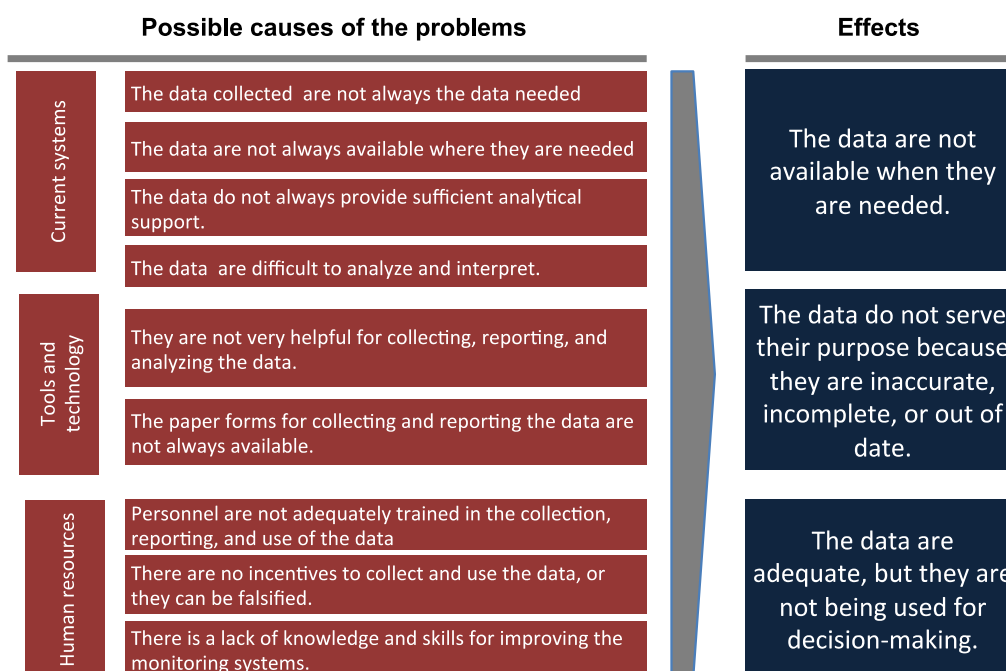 Possible causes of the problems
Effects
Current systems
The data collected  are not always the data needed
The data are not always available where they are needed
The data do not always provide sufficient analytical
support.
The data  are difficult to analyze and interpret.
The data are not
available when they
are needed.
Tools and
technology
They are not very helpful for collecting, reporting, and
analyzing the data.
The paper forms for collecting and reporting the data are
not always available.
The data do not serve
their purpose because
they are inaccurate,
incomplete, or out of
date.
Human resources
Personnel are not adequately trained in the collection,
reporting, and use of the data
There are no incentives to collect and use the data, or
they can be falsified.
There is a lack of knowledge and skills for improving the
monitoring systems.
The data are
adequate, but they are
not being used for
decision-making.